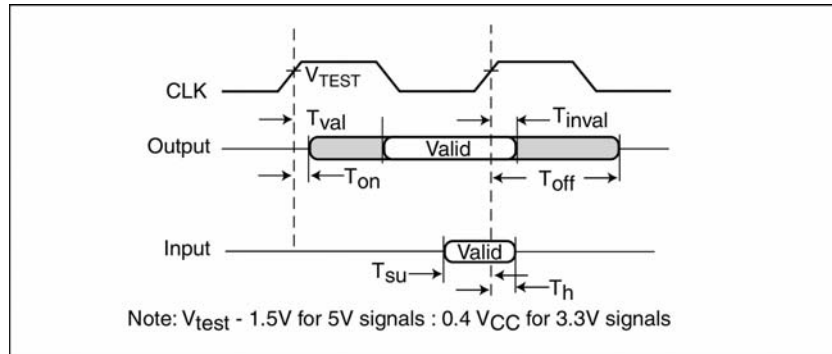 VTEST
CLK
Tval
Tinval
Output
Valid
Ton
Toff
Input
Valid
Tsu
Th
Note: Vtest - 1.5V for 5V signals : 0.4 VCC for 3.3V signals